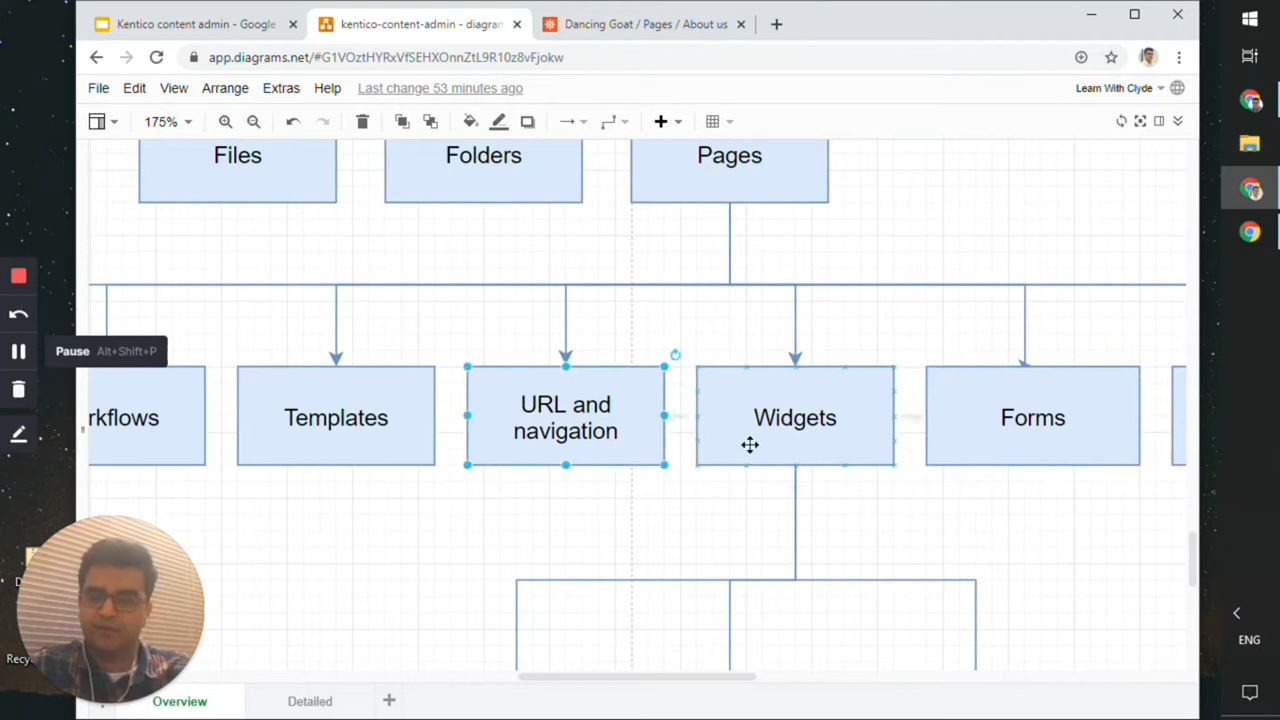 Kentico content admin - Google
kentico-content-admin - diagram
Dancing Goat / Pages / About us
app.diagrams.net/#G1VOztHYRxVfSEHXOnnZtL9R10z8vFjokw
File Edit View Arrange Extras Help Last change 53 minutes ago
Learn With Clyde
175%
Files
Folders
Pages
Pause Alt+Shift+P
rkflows
Templates
URL and
navigation
Widgets
Forms
Recy
ENG
Overview
Detailed